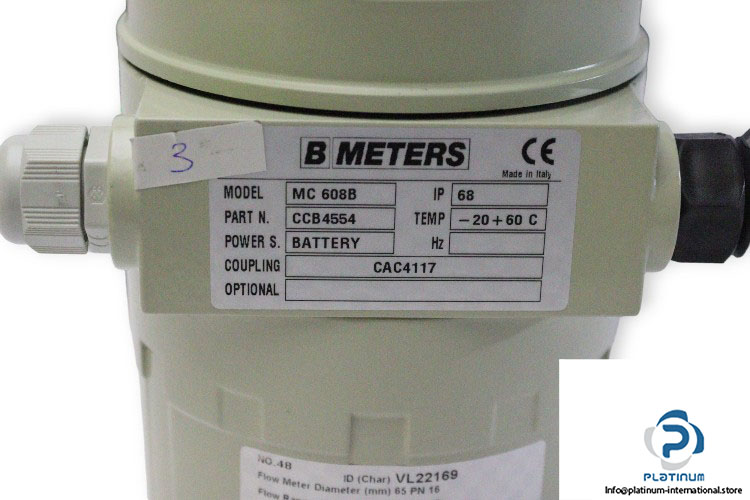 3
B METERS
CE
Made in Italy
MODEL MC 608B IP 68
PART N. CCB4554 TEMP -20+60 C
POWER S. BATTERY Hz
COUPLING CAC4117
OPTIONAL
NO.48 ID (Char) VL22169
Flow Meter Diameter (mm) 65 PN 16
Flow
P
PLATINUM
Info@platinum-international.store